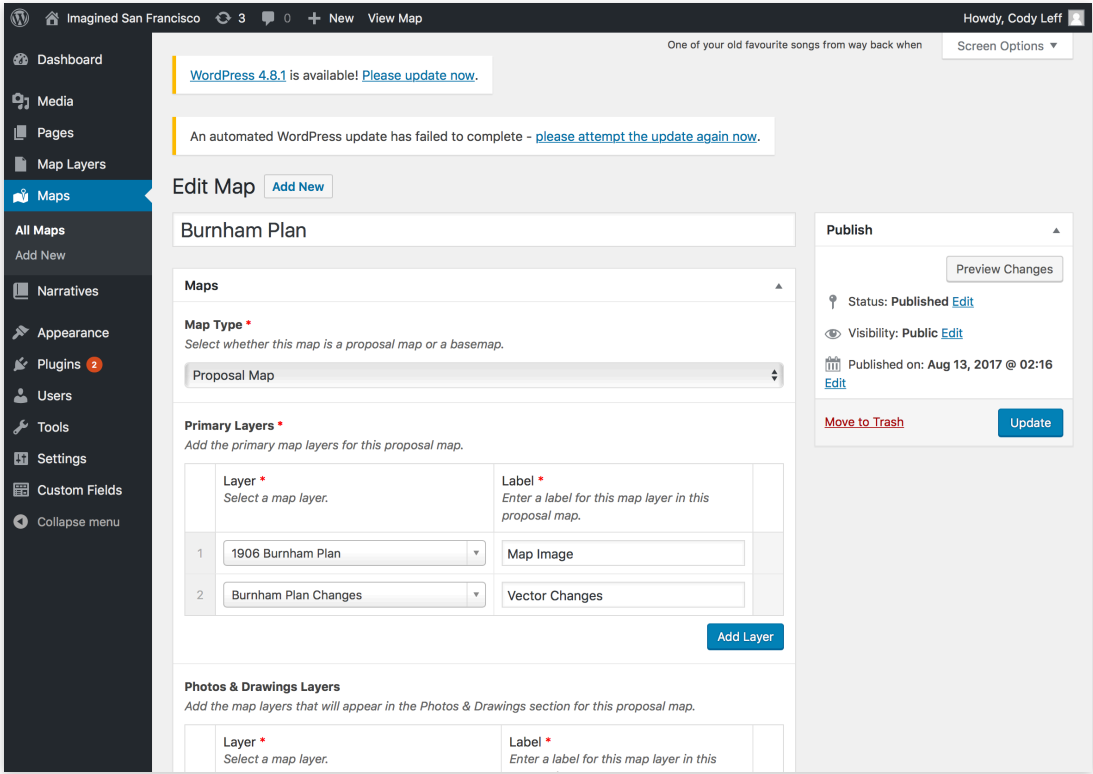 Imagined San Francisco 3 0 New View Map Howdy, Cody Leff
Dashboard
Media
Pages
Map Layers
Maps
All Maps
Add New
Narratives
Appearance
Plugins 2
Users
Tools
Settings
Custom Fields
Collapse menu
One of your old favourite songs from way back when
Screen Options ▼
WordPress 4.8.1 is available! Please update now.
An automated WordPress update has failed to complete - please attempt the update again now.
Edit Map Add New
Burnham Plan
Maps
Map Type *
Select whether this map is a proposal map or a basemap.
Proposal Map
Primary Layers *
Add the primary map layers for this proposal map.
Layer *
Select a map layer.
Label *
Enter a label for this map layer in this
proposal map.
1 1906 Burnham Plan Map Image
2 Burnham Plan Changes Vector Changes
Add Layer
Photos & Drawings Layers
Add the map layers that will appear in the Photos & Drawings section for this proposal map.
Layer *
Select a map layer.
Label *
Enter a label for this map layer in this
Publish
Preview Changes
Status: Published Edit
Visibility: Public Edit
Published on: Aug 13, 2017 @ 02:16
Edit
Move to Trash Update